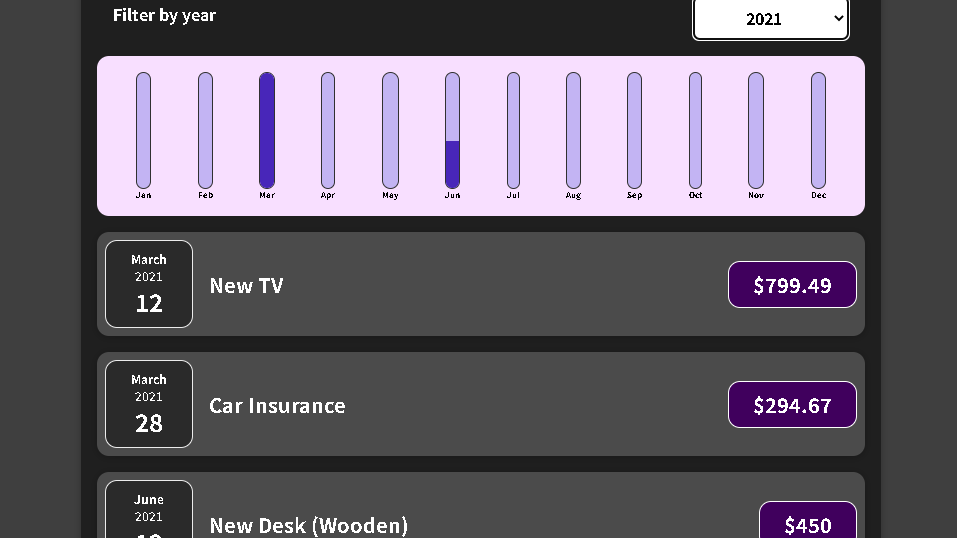 Filter by year
2021
Jan Feb Mar Apr May Jun Jul Aug Sep Oct Nov Dec
March
2021
12
New TV
$799.49
March
2021
28
Car Insurance
$294.67
June
2021
New Desk (Wooden)
$450